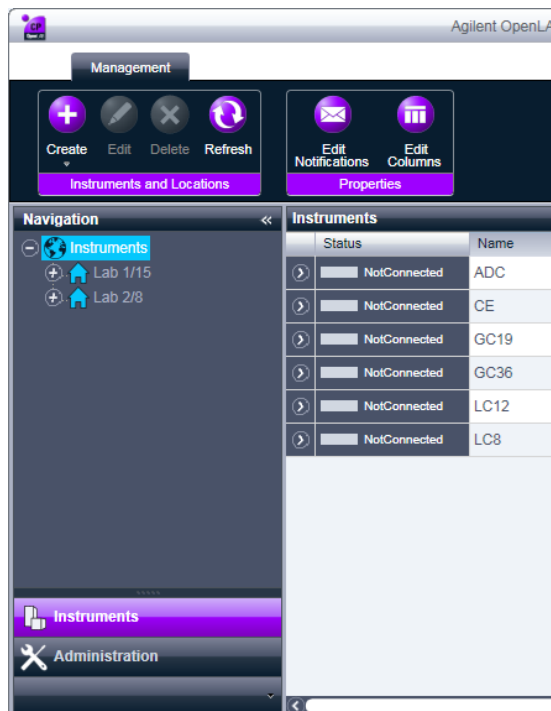 CP
Agilent OpenLA
Management
Create
Edit
Delete
Refresh
Edit Notifications
Edit Columns
Instruments and Locations
Properties
Navigation «
Instruments
Lab 1/15
Lab 2/8
Instruments
Administration
Instruments
Status Name
NotConnected ADC
NotConnected CE
NotConnected GC19
NotConnected GC36
NotConnected LC12
NotConnected LC8